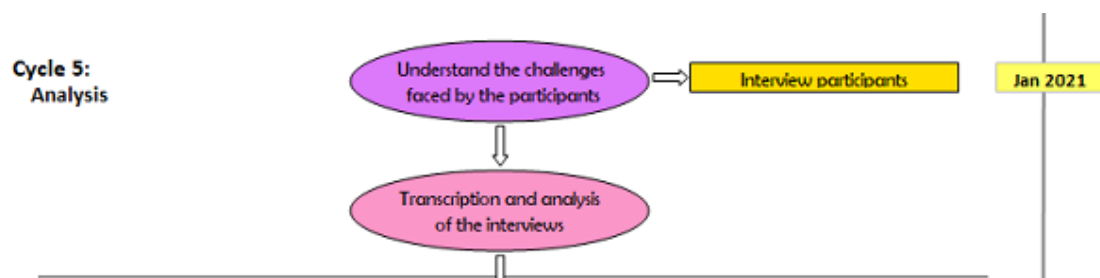 Cycle 5:
Analysis
Understand the challenges
faced by the participants
Interview participants
Jan 2021
Transcription and analysis
of the interviews